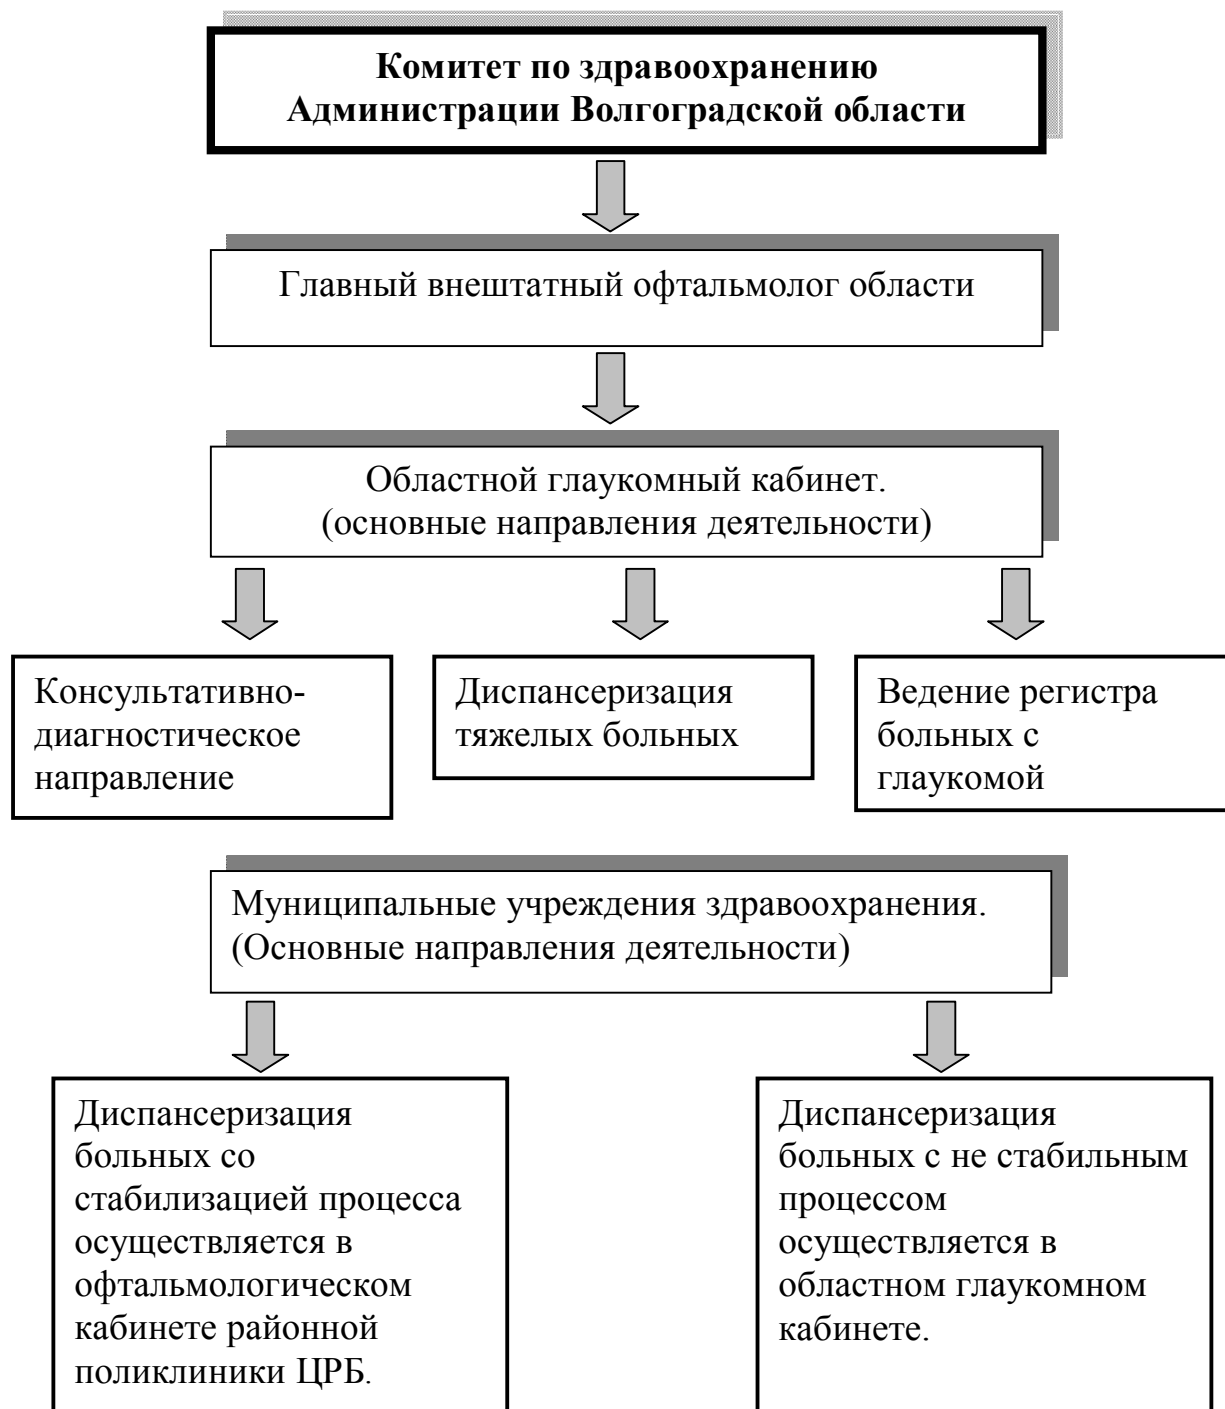 Комитет по здравоохранению
Администрации Волгоградской области
Главный внештатный офтальмолог области
Областной глаукомный кабинет.
(основные направления деятельности)
Консультативно-
диагностическое
направление
Диспансеризация
тяжелых больных
Ведение регистра
больных с
глаукомой
Муниципальные учреждения здравоохранения.
(Основные направления деятельности)
Диспансеризация
больных со
стабилизацией процесса
осуществляется в
офтальмологическом
кабинете районной
поликлиники ЦРБ.
Диспансеризация
больных с не стабильным
процессом
осуществляется в
областном глаукомном
кабинете.